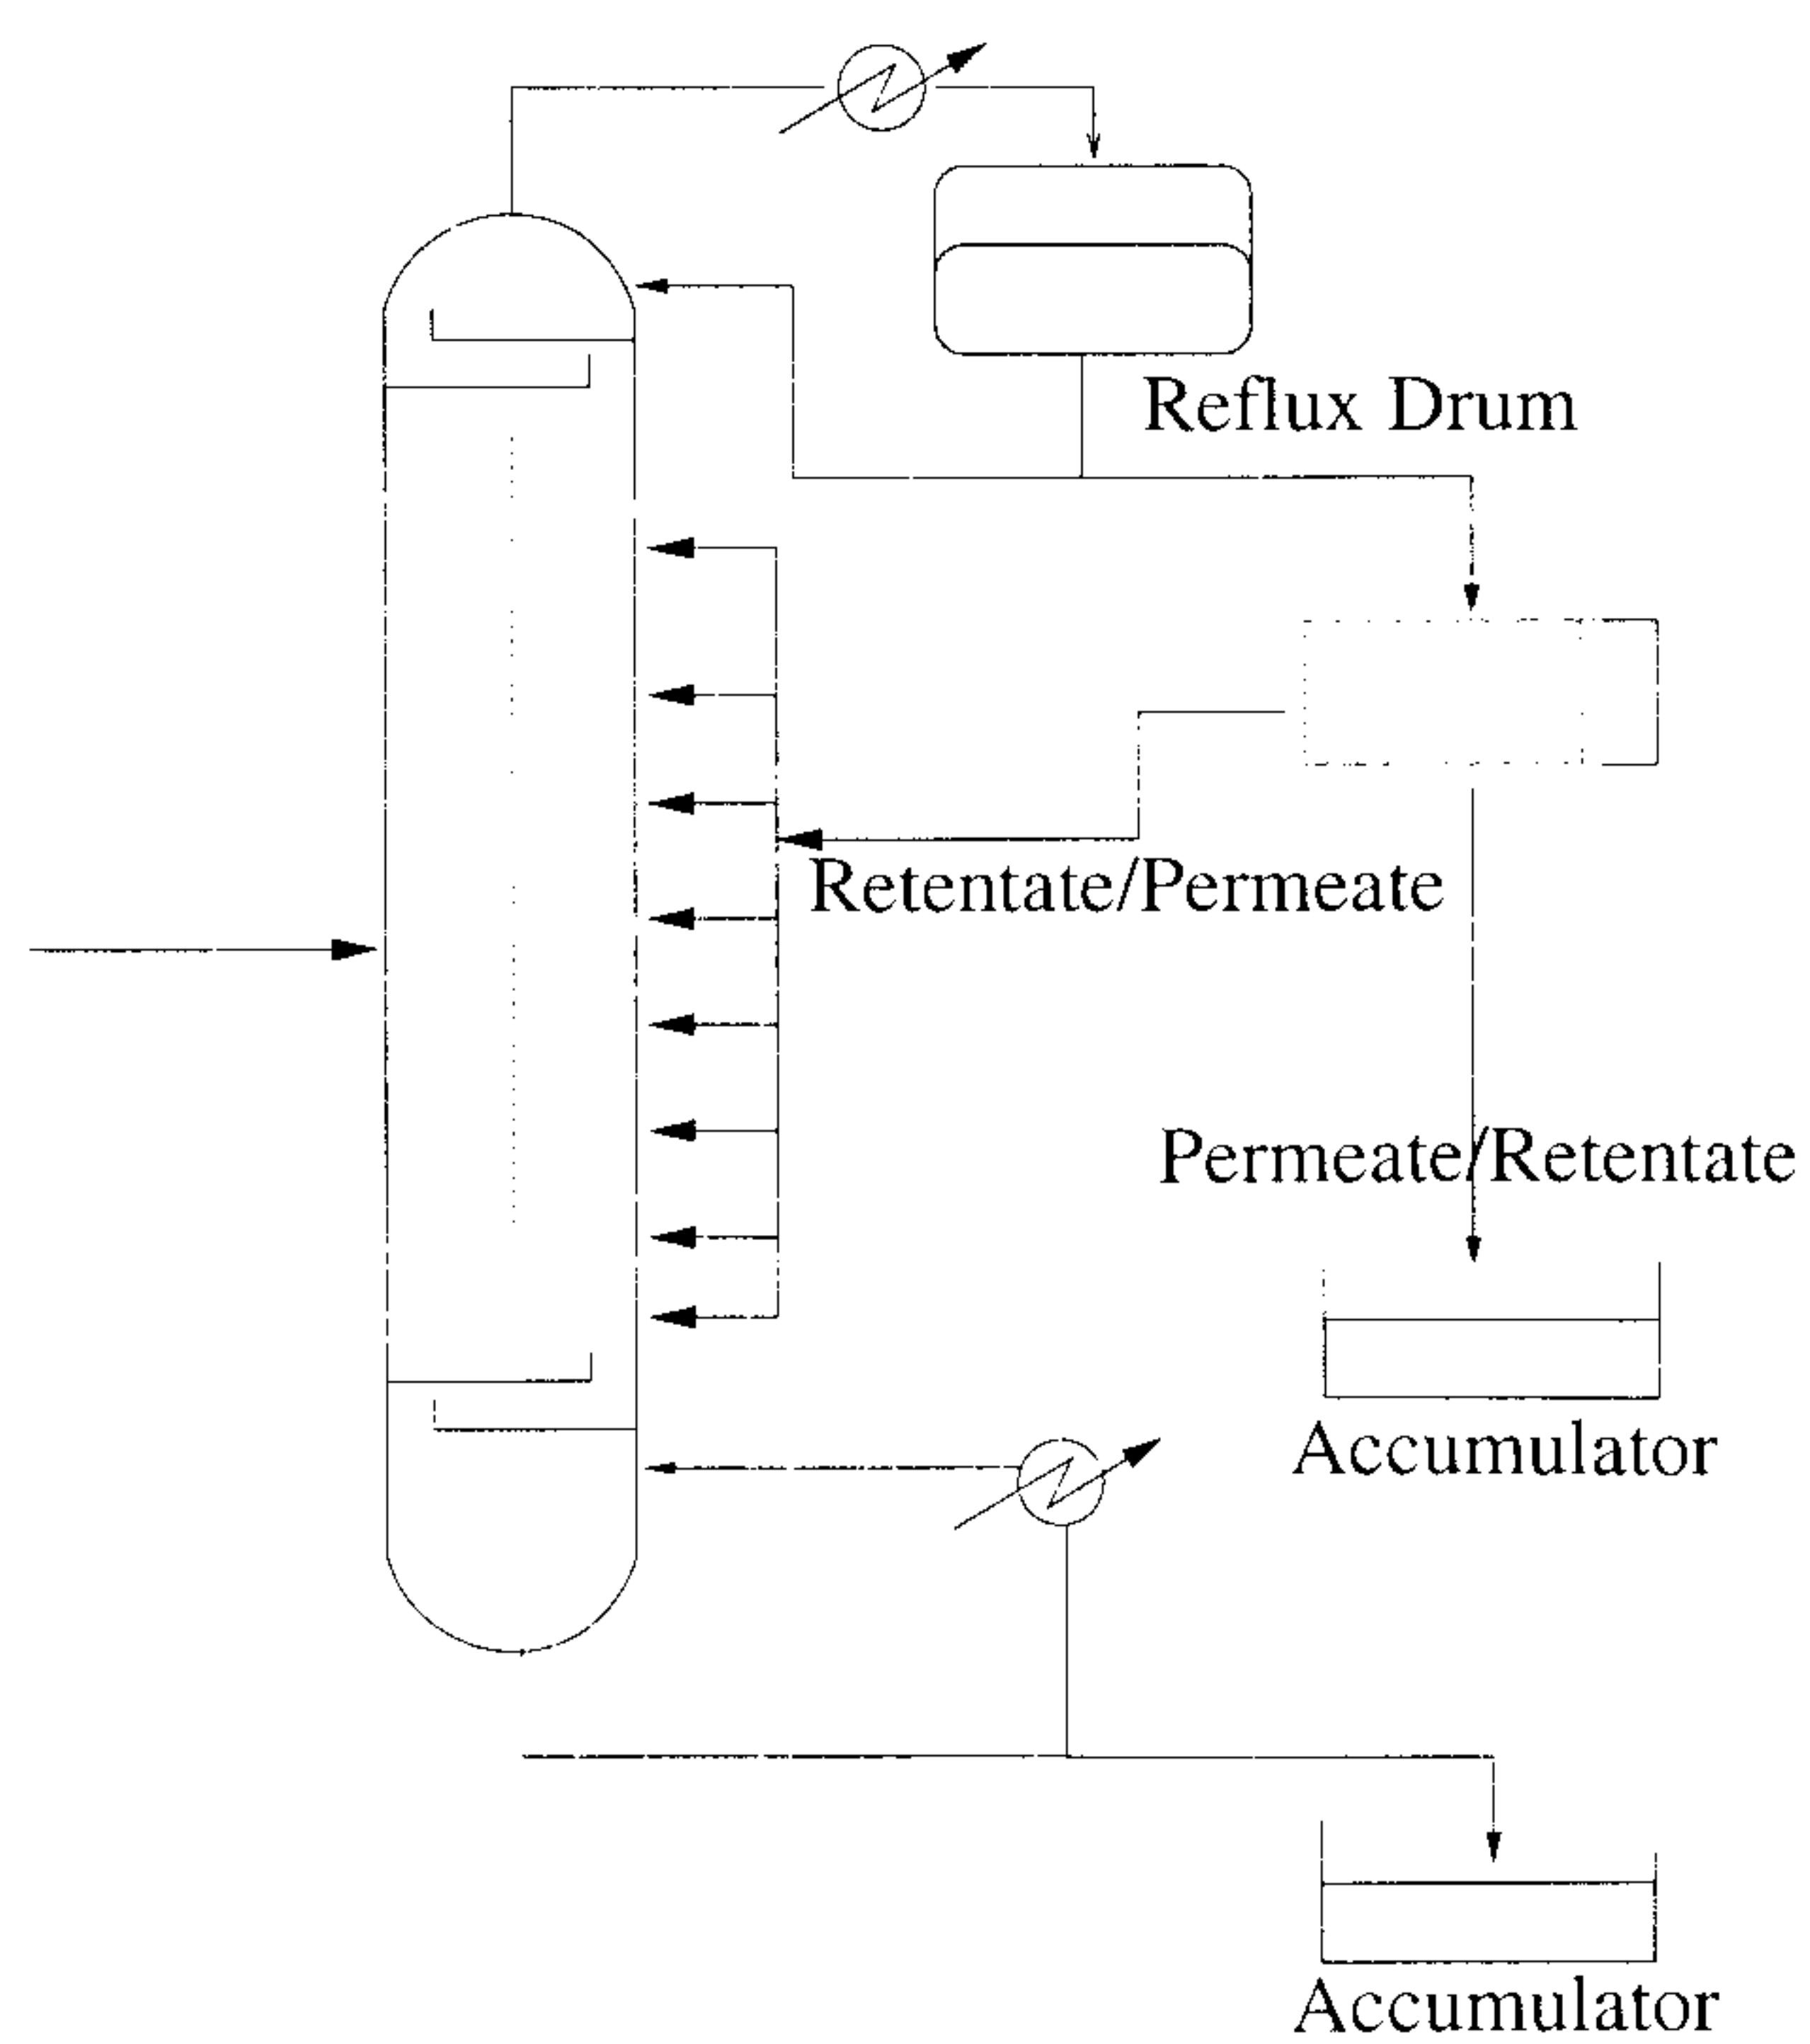 Reflux Drum
Retentate/Permeate
Permeate/Retentate
Accumulator
Accumulator